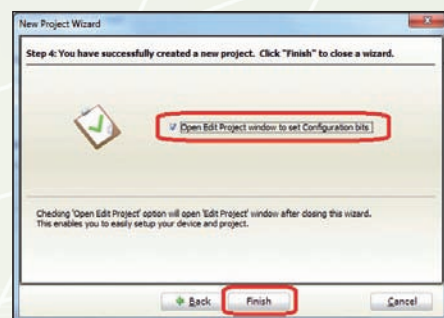 New Project Wizard
Step 4: You have successfully created a new project. Click "Finish" to close a wizard.
Open Edit Project window to set Configuration bits
Checking 'Open Edit Project' option will open 'Edit Project' window after closing this wizard.
This enables you to easily setup your device and project.
Back Finish Cancel